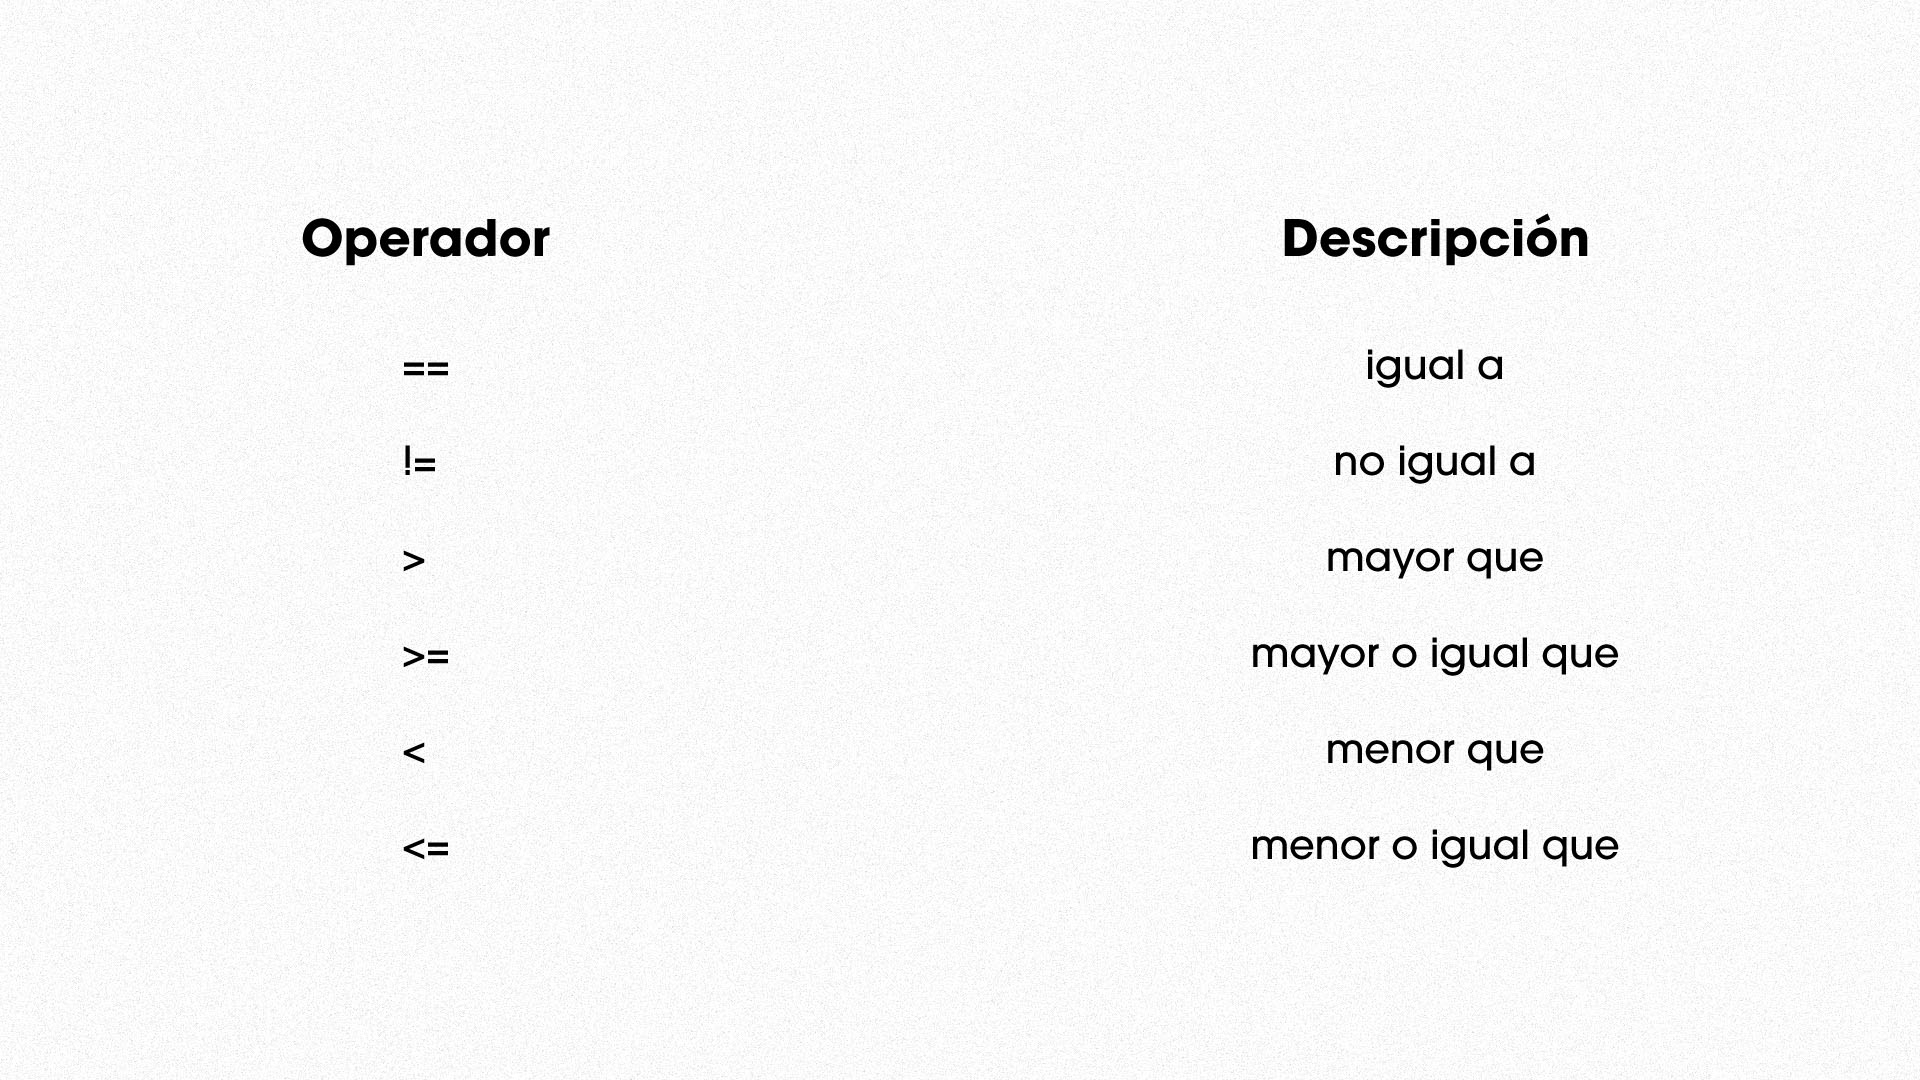 Operador Descripción
== igual a
!= no igual a
> mayor que
>= mayor o igual que
< menor que
<= menor o igual que